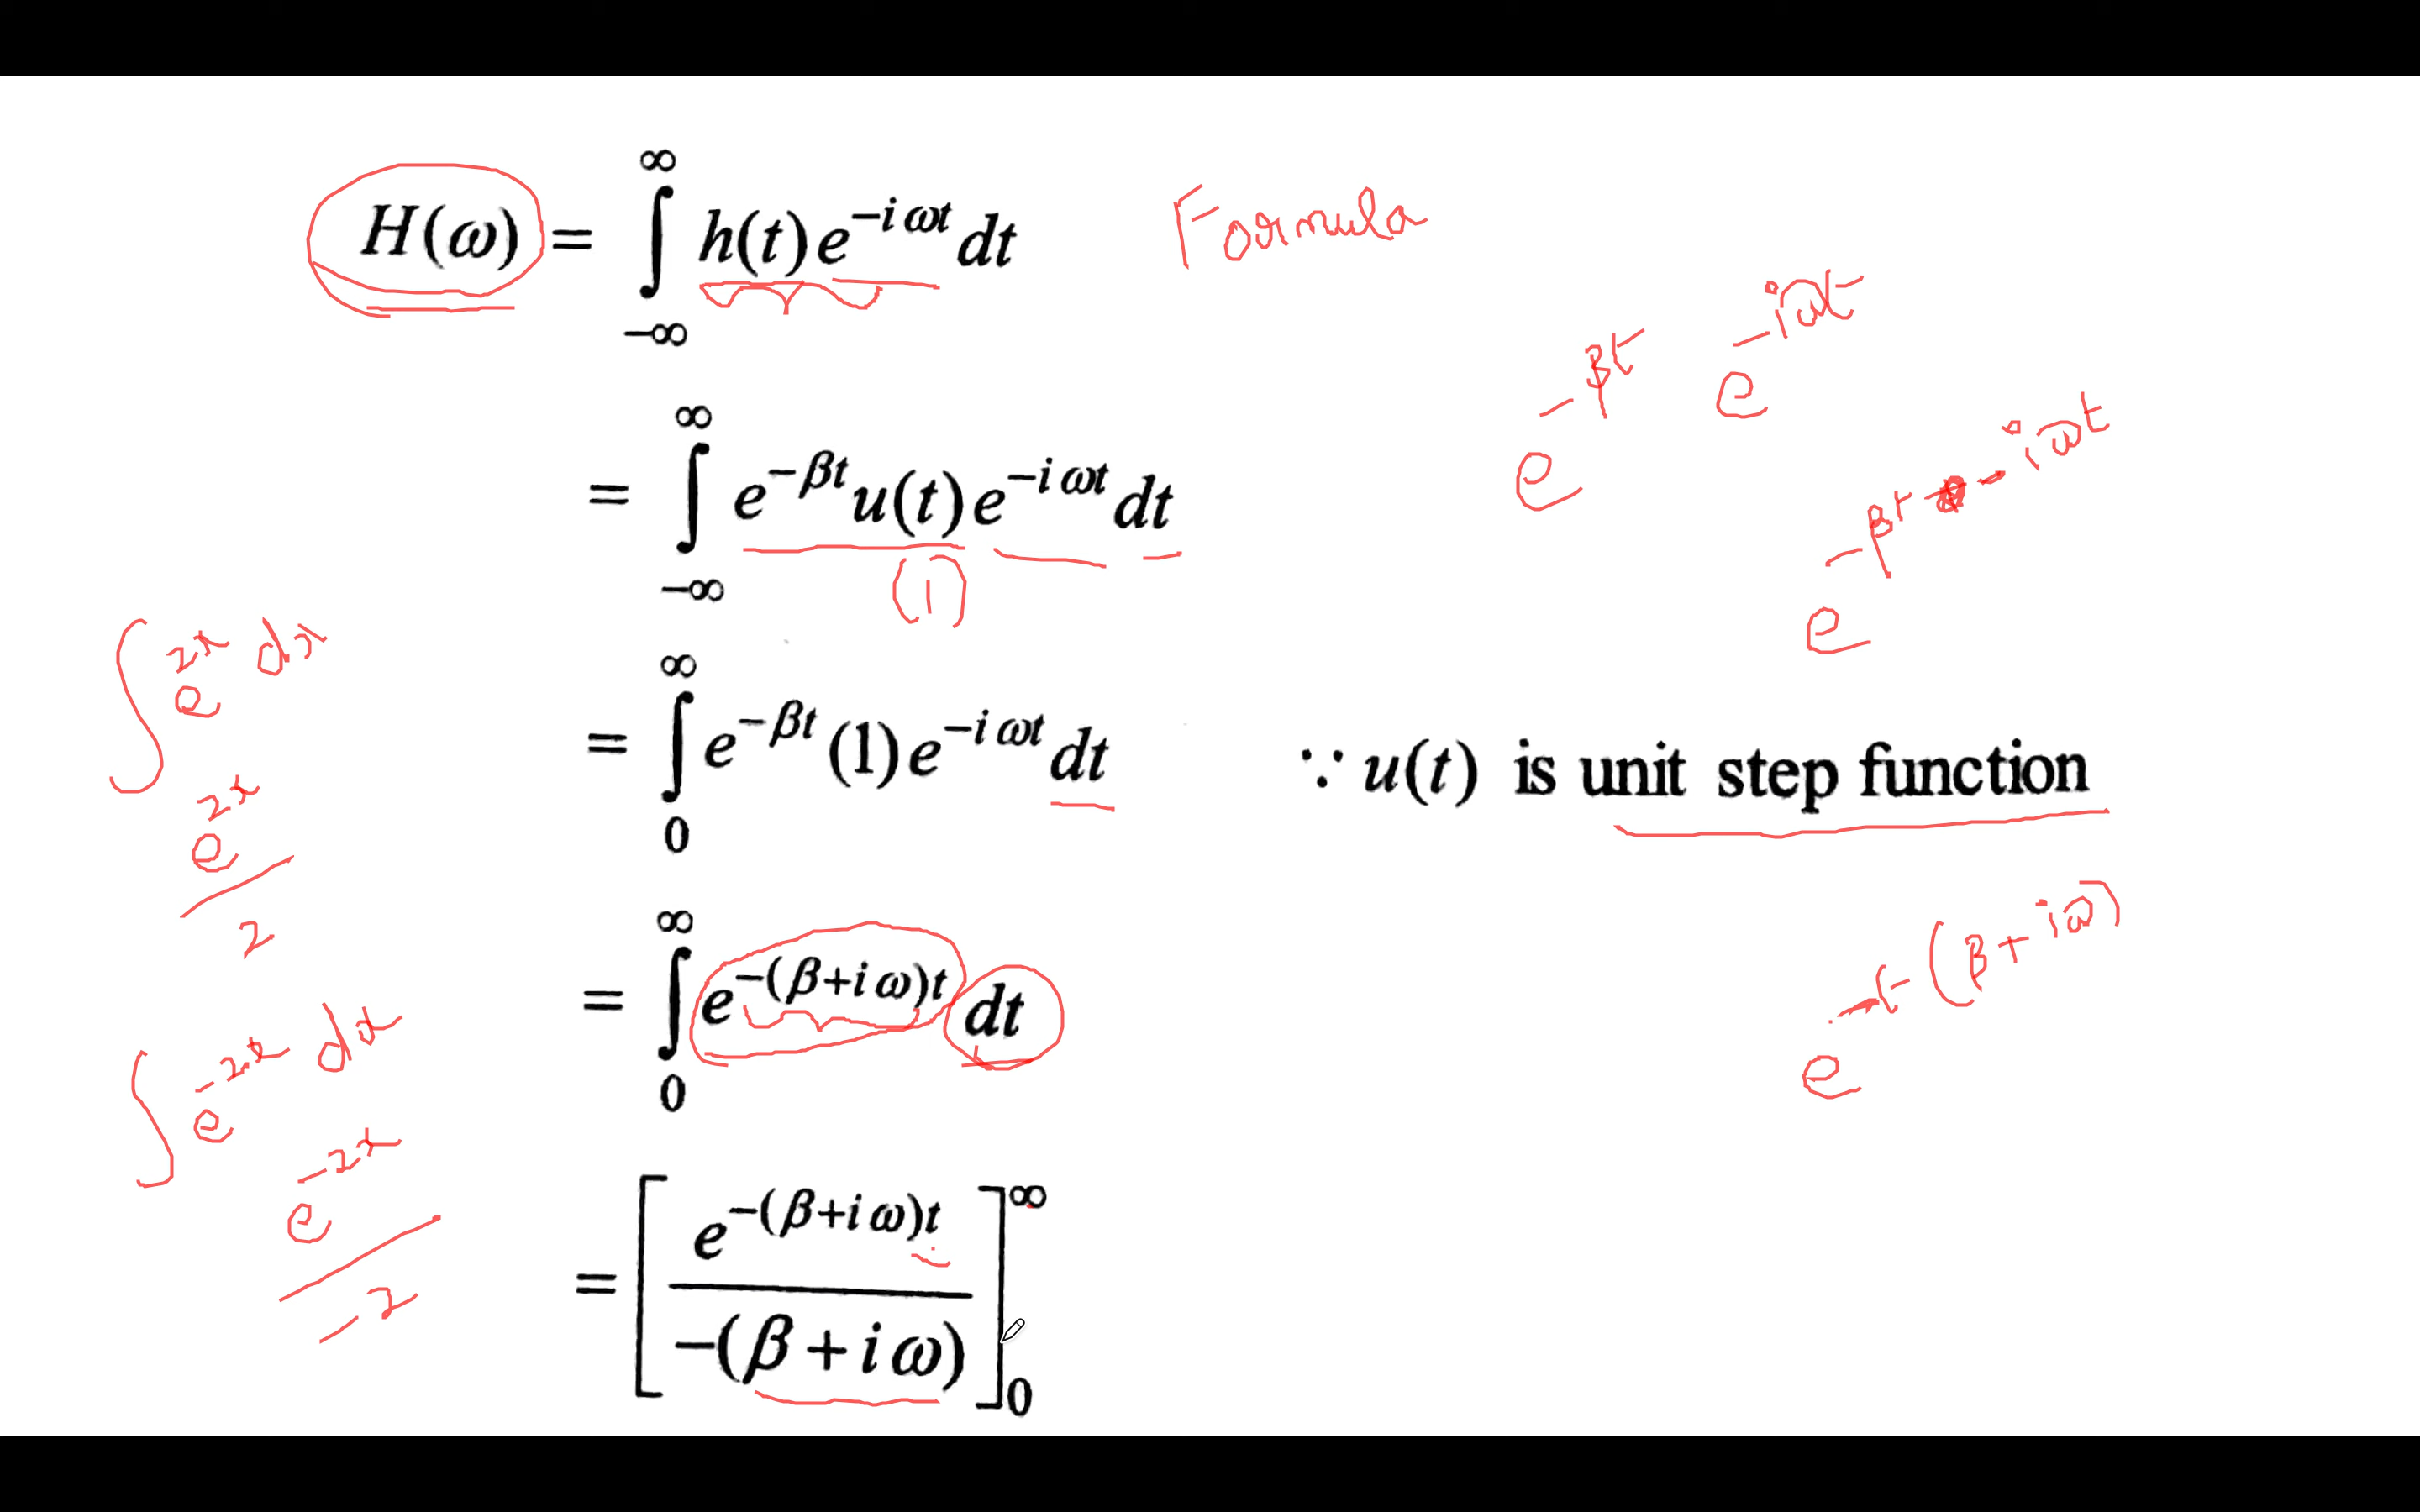 H(ω) = ∫_{-∞}^{∞} h(t) e^{-iωt} dt Formula
e^{-βt} e^{-iωt}
= ∫_{-∞}^{∞} e^{-βt} u(t) e^{-iωt} dt
(1)
e^{-βt - iωt}
∫ e^{2x} dx
= ∫_{0}^{∞} e^{-βt} (1) e^{-iωt} dt ∵ u(t) is unit step function
e^{2x} / 2
= ∫_{0}^{∞} e^{-(β+iω)t} dt
e^{-t(β+iω)}
∫ e^{-2x} dx
e^{-2x} / -2
= [ e^{-(β+iω)t} / -(β+iω) ]_{0}^{∞}